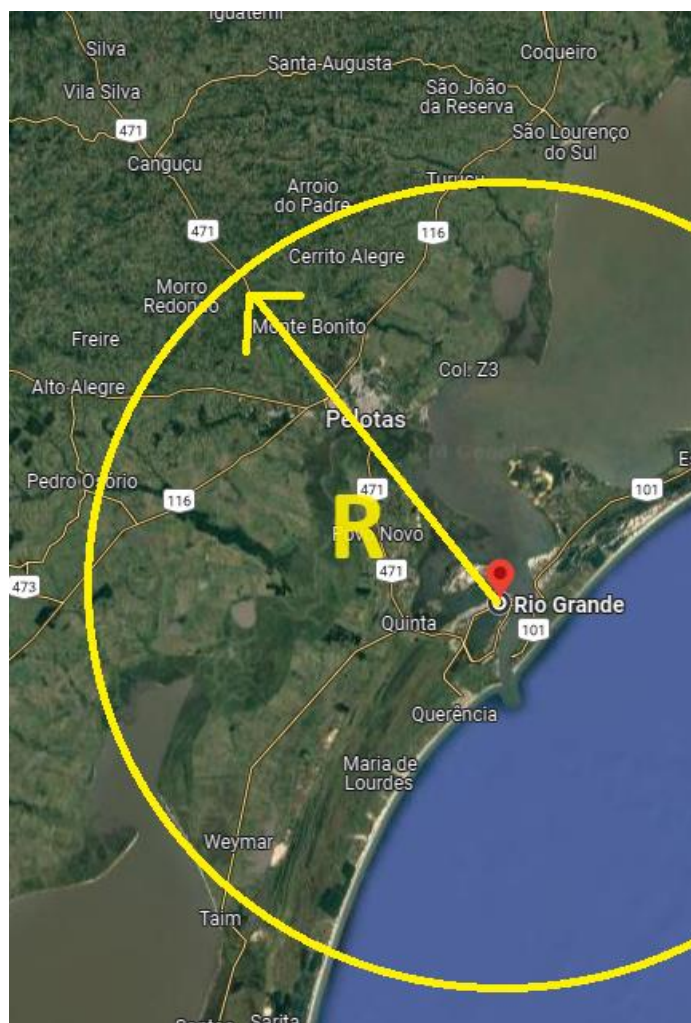 Iguatemi
Silva
Coqueiro
Santa Augusta
Vila Silva
São João
da Reserva
471
São Lourenço
do Sul
Canguçu
Turuçu
Arroio
do Padre
471
116
Cerrito Alegre
Morro
Redondo
Monte Bonito
Freire
Col. Z3
Alto Alegre
Pelotas
Pedro Osório
116
471
101
R
Povo Novo
473
471
Rio Grande
Quinta
101
Querência
Maria de
Lourdes
Weymar
Taim
Sarita